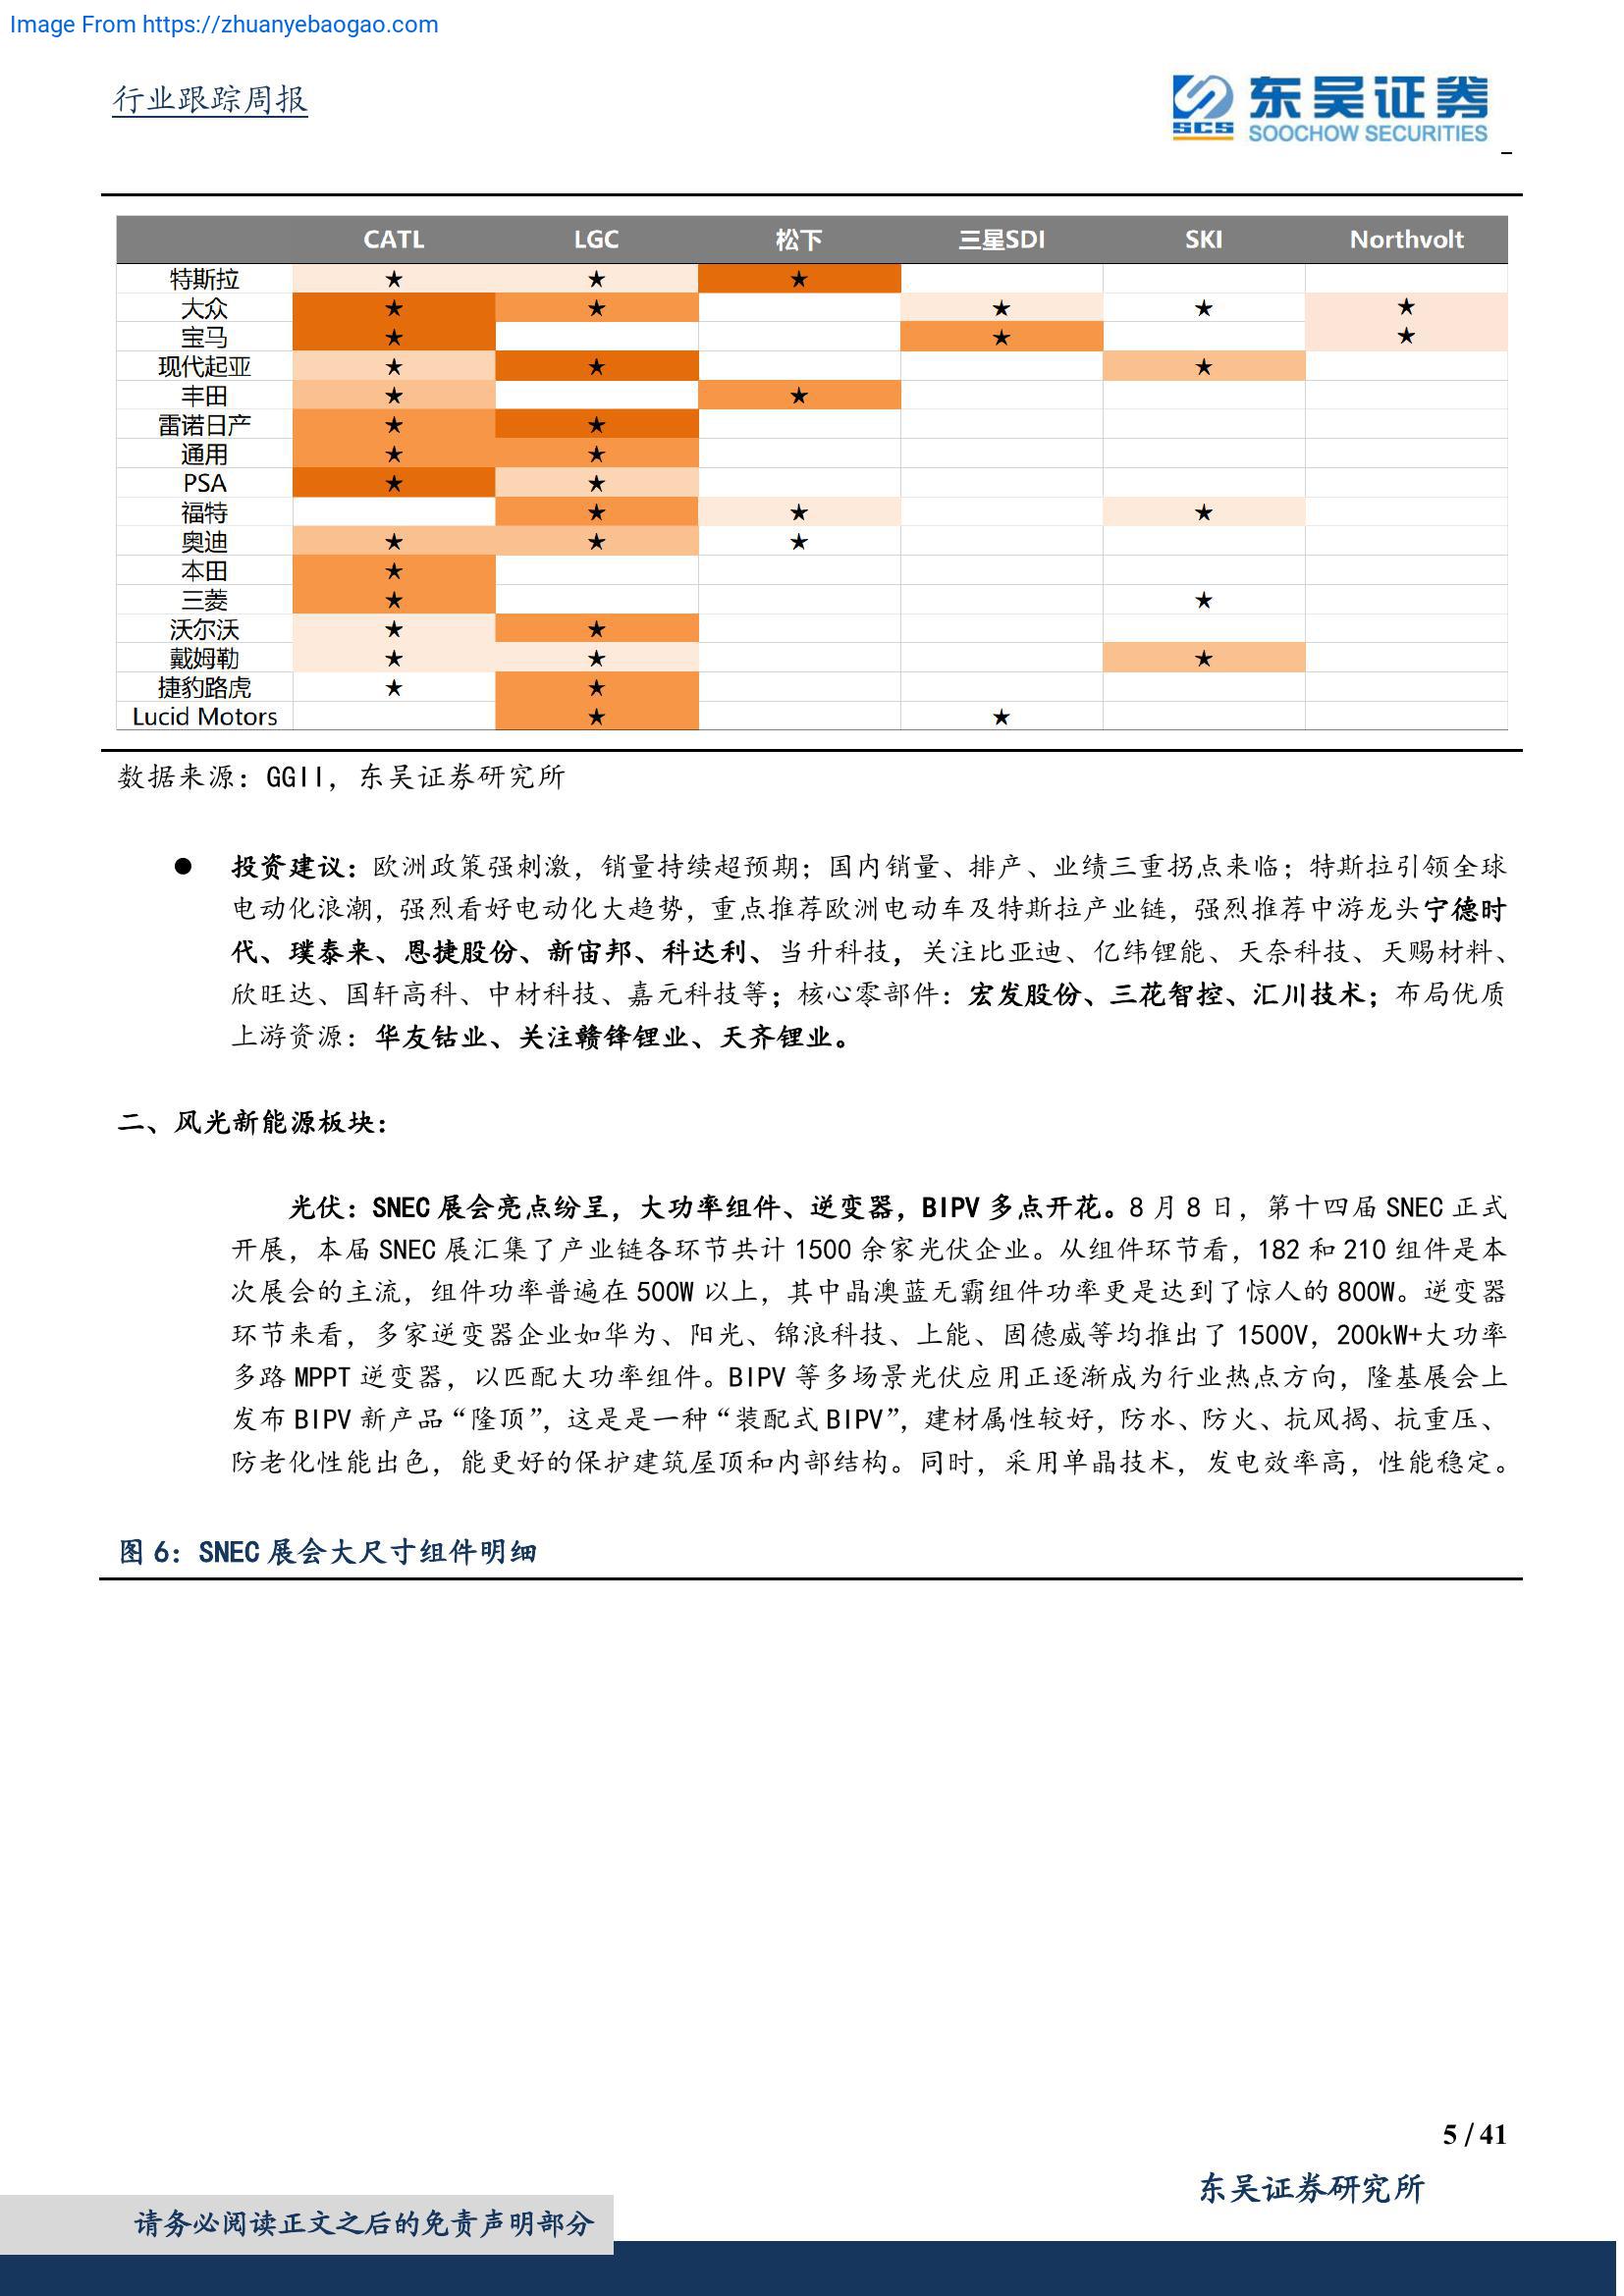 Image From https://zhuanyebaogao.com
行业跟踪周报
SCS 东吴证券
SOOCHOW SECURITIES
CATL LGC 松下 三星SDI SKI Northvolt
特斯拉 ★ ★ ★
大众 ★ ★ ★ ★ ★
宝马 ★ ★ ★
现代起亚 ★ ★ ★
丰田 ★ ★
雷诺日产 ★ ★
通用 ★ ★
PSA ★ ★
福特 ★ ★ ★
奥迪 ★ ★ ★
本田 ★
三菱 ★ ★
沃尔沃 ★ ★
戴姆勒 ★ ★ ★
捷豹路虎 ★ ★
Lucid Motors ★ ★
数据来源：GGII，东吴证券研究所
● 投资建议：欧洲政策强刺激，销量持续超预期；国内销量、排产、业绩三重拐点来临；特斯拉引领全球
电动化浪潮，强烈看好电动化大趋势，重点推荐欧洲电动车及特斯拉产业链，强烈推荐中游龙头宁德时
代、璞泰来、恩捷股份、新宙邦、科达利、当升科技，关注比亚迪、亿纬锂能、天奈科技、天赐材料、
欣旺达、国轩高科、中材科技、嘉元科技等；核心零部件：宏发股份、三花智控、汇川技术；布局优质
上游资源：华友钴业、关注赣锋锂业、天齐锂业。
二、风光新能源板块：
光伏：SNEC 展会亮点纷呈，大功率组件、逆变器，BIPV 多点开花。8 月 8 日，第十四届 SNEC 正式
开展，本届 SNEC 展汇集了产业链各环节共计 1500 余家光伏企业。从组件环节看，182 和 210 组件是本
次展会的主流，组件功率普遍在 500W 以上，其中晶澳蓝无霸组件功率更是达到了惊人的 800W。逆变器
环节来看，多家逆变器企业如华为、阳光、锦浪科技、上能、固德威等均推出了 1500V，200kW+大功率
多路 MPPT 逆变器，以匹配大功率组件。BIPV 等多场景光伏应用正逐渐成为行业热点方向，隆基展会上
发布 BIPV 新产品“隆顶”，这是是一种“装配式 BIPV”，建材属性较好，防水、防火、抗风揭、抗重压、
防老化性能出色，能更好的保护建筑屋顶和内部结构。同时，采用单晶技术，发电效率高，性能稳定。
图 6：SNEC 展会大尺寸组件明细
5 / 41
东吴证券研究所
请务必阅读正文之后的免责声明部分